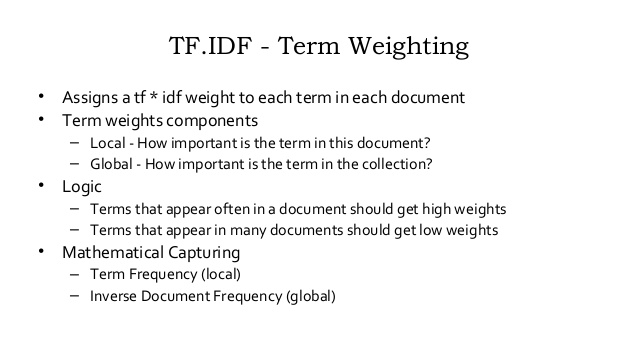 TF.IDF - Term Weighting
• Assigns a tf * idf weight to each term in each document
• Term weights components
– Local - How important is the term in this document?
– Global - How important is the term in the collection?
• Logic
– Terms that appear often in a document should get high weights
– Terms that appear in many documents should get low weights
• Mathematical Capturing
– Term Frequency (local)
– Inverse Document Frequency (global)